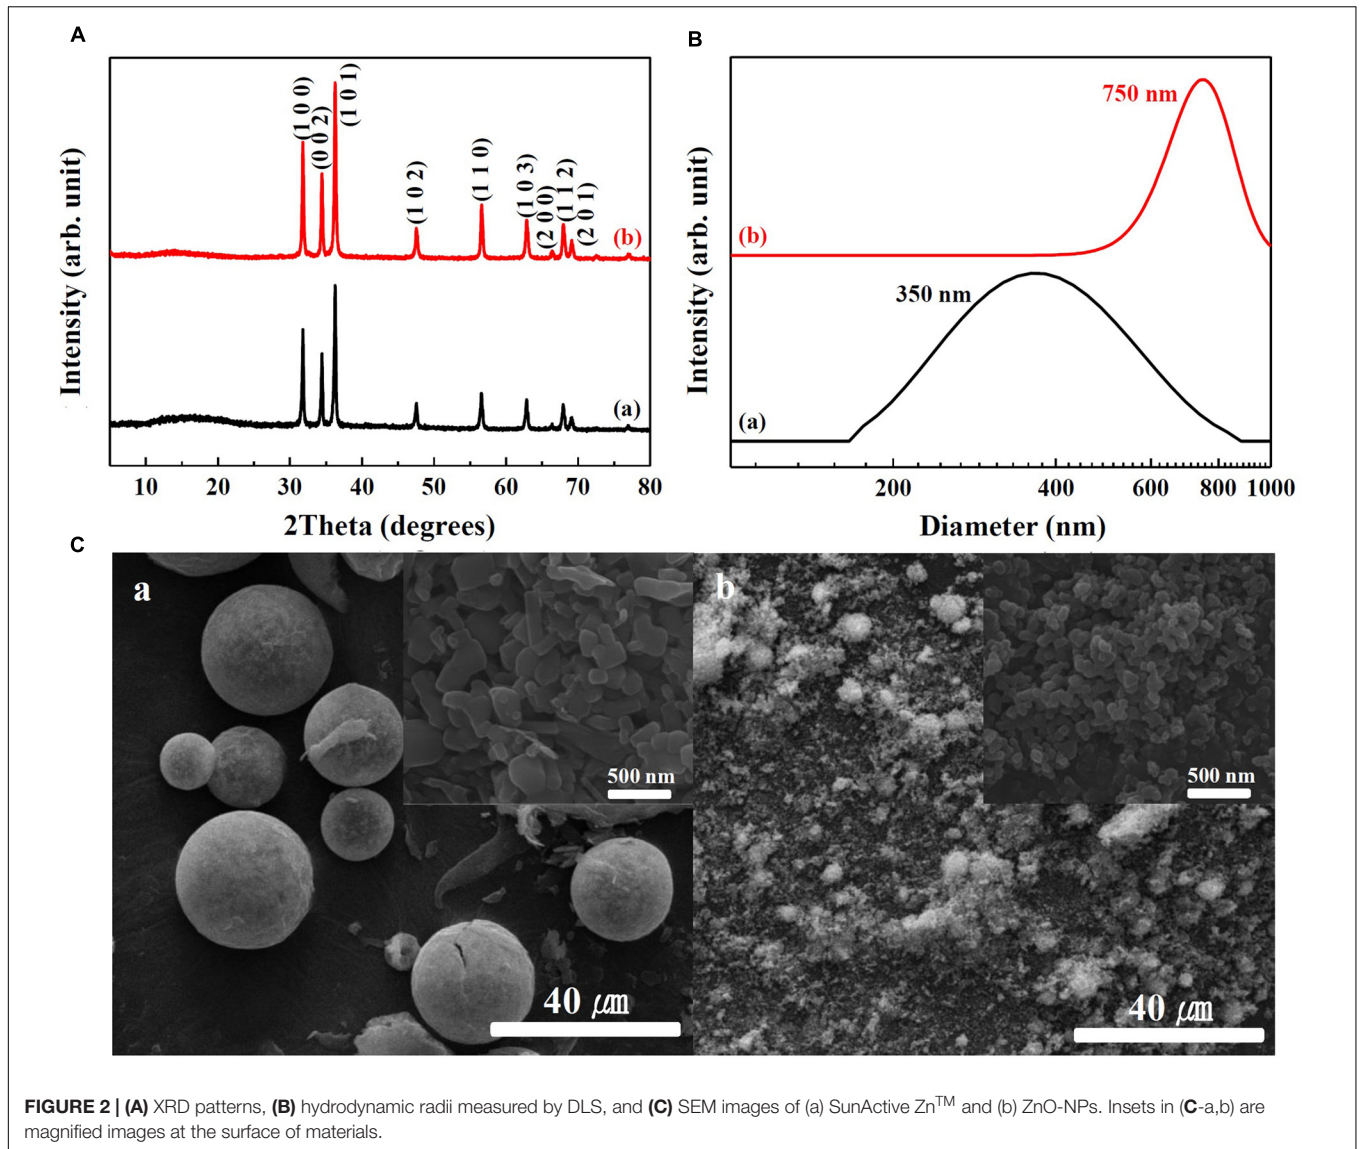 A
B
(1 0 0)
(0 0 2)
(1 0 1)
(1 0 2)
(1 1 0)
(1 0 3)
(2 0 0)
(1 1 2)
(2 0 1)
(b)
(a)
Intensity (arb. unit)
10 20 30 40 50 60 70 80
2Theta (degrees)
750 nm
350 nm
(b)
(a)
Intensity (arb. unit)
200 400 600 800 1000
Diameter (nm)
C
a
500 nm
40 ㎛
b
500 nm
40 ㎛
FIGURE 2 | (A) XRD patterns, (B) hydrodynamic radii measured by DLS, and (C) SEM images of (a) SunActive Zn™ and (b) ZnO-NPs. Insets in (C-a,b) are
magnified images at the surface of materials.